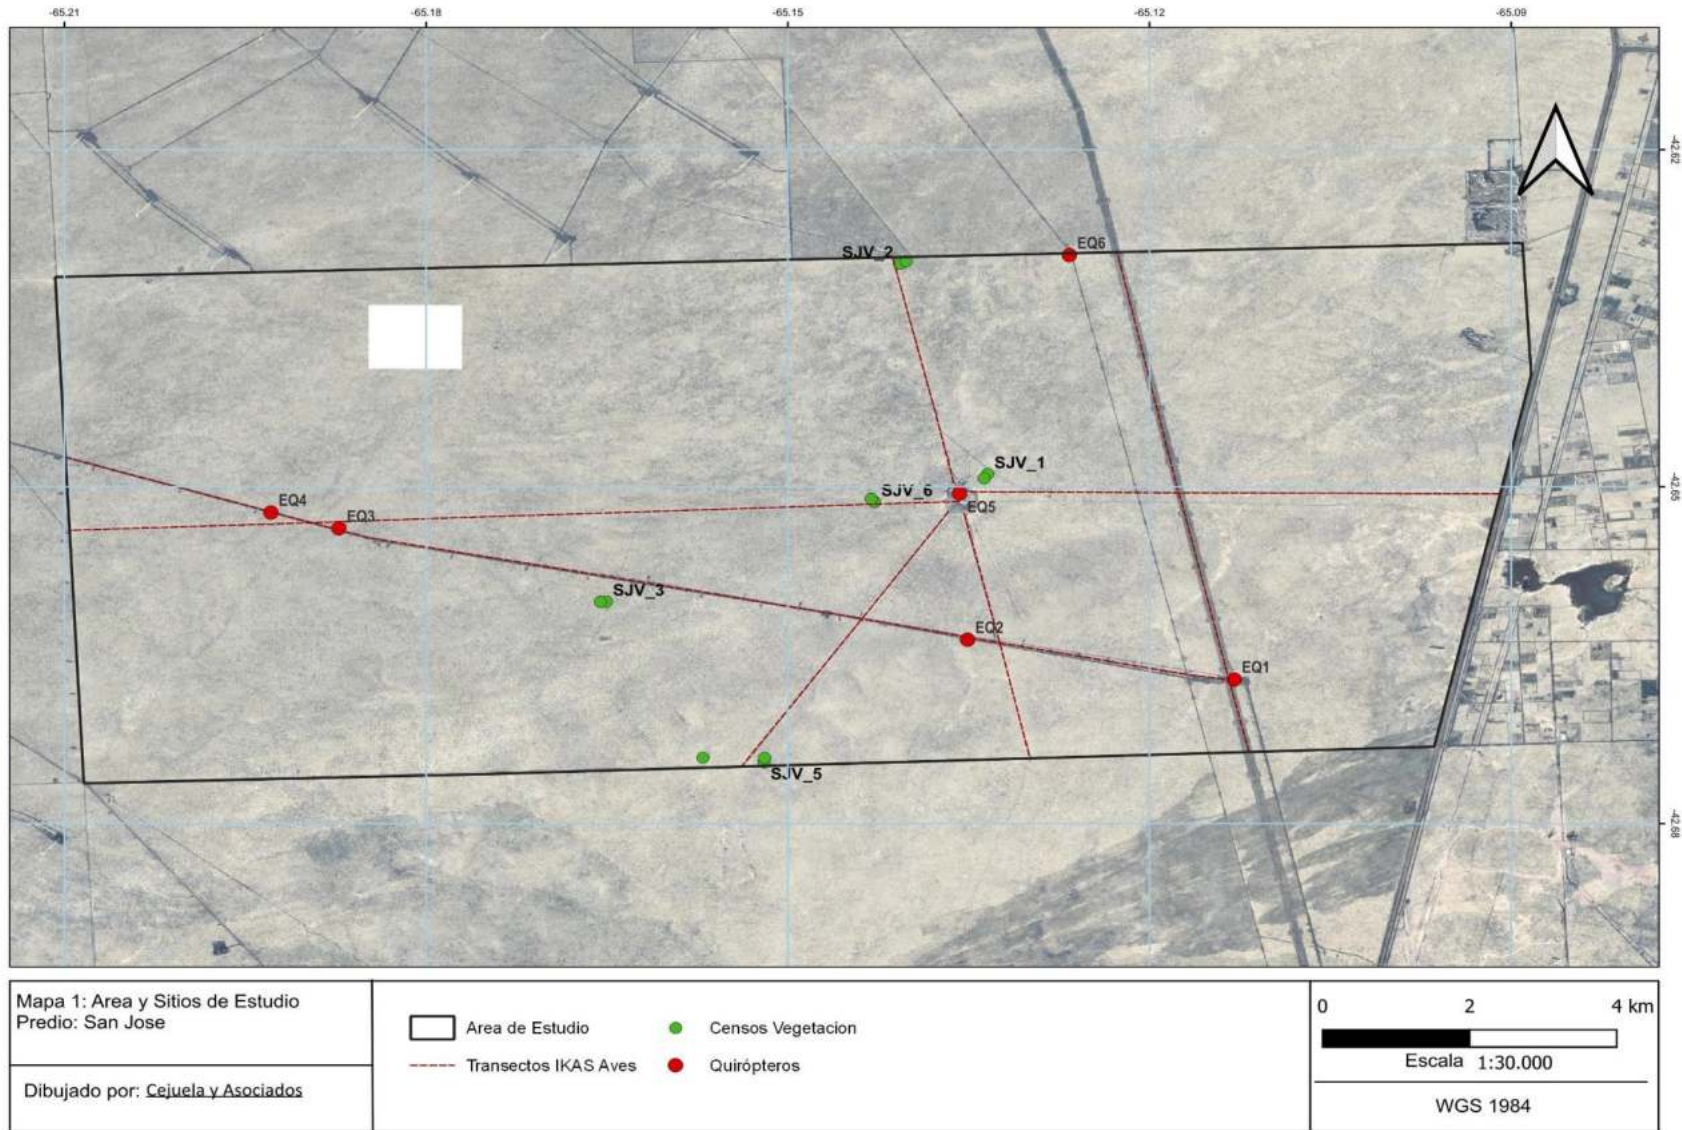 -65.21
-65.18
-65.15
-65.12
-65.09
-42.62
SJV_2
EQ6
SJV_1
SJV_6
-42.65
EQ4
EQ5
EQ3
SJV_3
EQ2
EQ1
SJV_5
-42.68
Mapa 1: Area y Sitios de Estudio
Predio: San Jose
Dibujado por: Cejuela y Asociados
Area de Estudio
Censos Vegetacion
Transectos IKAS Aves
Quirópteros
0 2 4 km
Escala 1:30.000
WGS 1984